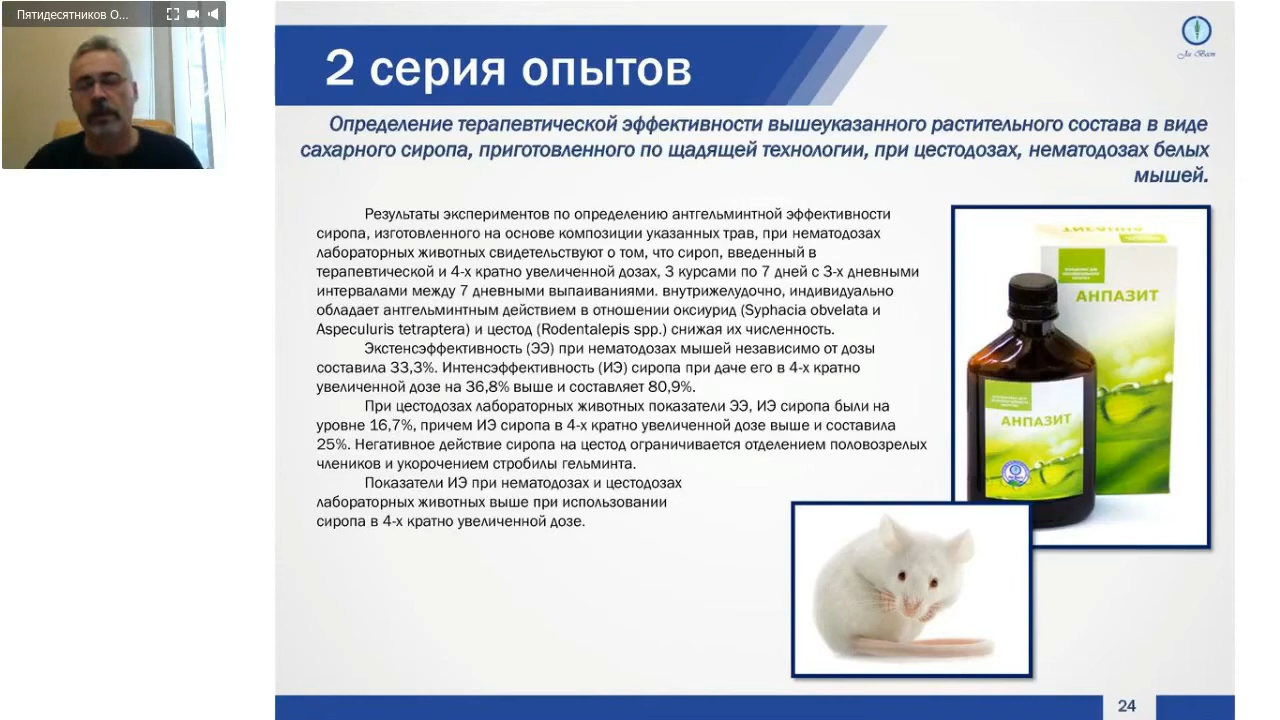 Пятидесятников О...
2 серия опытов
Определение терапевтической эффективности вышеуказанного растительного состава в виде
сахарного сиропа, приготовленного по щадящей технологии, при цестодозах, нематодозах белых
мышей.
Результаты экспериментов по определению антгельминтной эффективности
сиропа, изготовленного на основе композиции указанных трав, при нематодозах
лабораторных животных свидетельствуют о том, что сироп, введенный в
терапевтической и 4-х кратно увеличенной дозах, 3 курсами по 7 дней с 3-х дневными
интервалами между 7 дневными выпаиваниями. внутрижелудочно, индивидуально
обладает антгельминтным действием в отношении оксиурид (Syphacia obvelata и
Aspeculuris tetraptera) и цестод (Rodentalepis spp.) снижая их численность.
Экстенсэффективность (ЭЭ) при нематодозах мышей независимо от дозы
составила 33,3%. Интенсэффективность (ИЭ) сиропа при даче его в 4-х кратно
увеличенной дозе на 36,8% выше и составляет 80,9%.
При цестодозах лабораторных животных показатели ЭЭ, ИЭ сиропа были на
уровне 16,7%, причем ИЭ сиропа в 4-х кратно увеличенной дозе выше и составила
25%. Негативное действие сиропа на цестод ограничивается отделением половозрелых
члеников и укорочением стробилы гельминта.
Показатели ИЭ при нематодозах и цестодозах
лабораторных животных выше при использовании
сиропа в 4-х кратно увеличенной дозе.
АНПАЗИТ
АНПАЗИТ
24